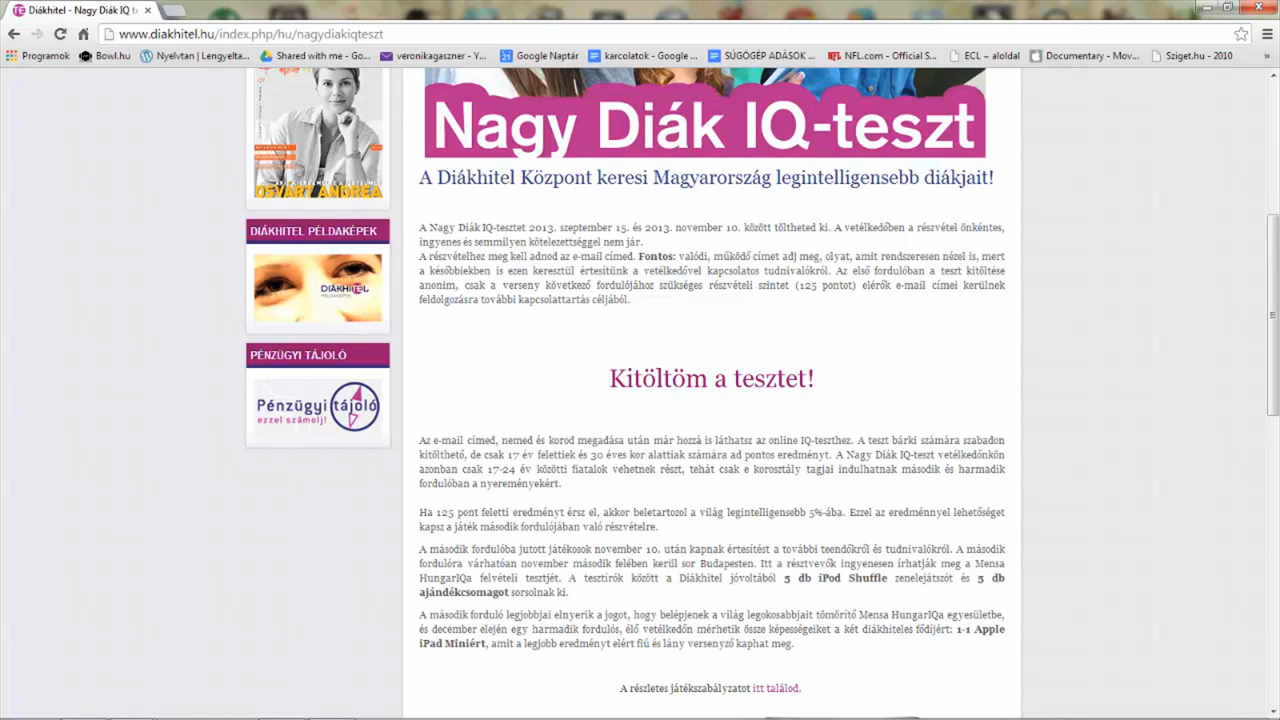 Diákhitel - Nagy Diák IQ t
www.diakhitel.hu/index.php/hu/nagydiakiqteszt
Programok
Bowl.hu
Nyelvtan | Lengyelta...
Shared with me - Go...
veronikagaszner - Y...
Google Naptár
karcolatok - Google ...
SÚGÓGÉP ADÁSOK ...
NFL.com - Official S...
ECL ~ aloldal
Documentary - Mov...
Sziget.hu - 2010
»
OSVÁRT ANDREA
DIÁKHITEL PÉLDAKÉPEK
DIÁKHITEL
PÉLDAKÉPEK
PÉNZÜGYI TÁJOLÓ
Pénzügyi tájoló
ezzel számolj!
Nagy Diák IQ-teszt
A Diákhitel Központ keresi Magyarország legintelligensebb diákjait!
A Nagy Diák IQ-tesztet 2013. szeptember 15. és 2013. november 10. között töltheted ki. A vetélkedőben a részvétel önkéntes,
ingyenes és semmilyen kötelezettséggel nem jár.
A részvételhez meg kell adnod az e-mail címed. Fontos: valódi, működő címet adj meg, olyat, amit rendszeresen nézel is, mert
a későbbiekben is ezen keresztül értesítünk a vetélkedővel kapcsolatos tudnivalókról. Az első fordulóban a teszt kitöltése
anonim, csak a verseny következő fordulójához szükséges részvételi szintet (125 pontot) elérők e-mail címei kerülnek
feldolgozásra további kapcsolattartás céljából.
Kitöltöm a tesztet!
Az e-mail címed, nemed és korod megadása után már hozzá is láthatsz az online IQ-teszthez. A teszt bárki számára szabadon
kitölthető, de csak 17 év felettiek és 30 éves kor alattiak számára ad pontos eredményt. A Nagy Diák IQ-teszt vetélkedőnkön
azonban csak 17-24 év közötti fiatalok vehetnek részt, tehát csak e korosztály tagjai indulhatnak második és harmadik
fordulóban a nyereményekért.
Ha 125 pont feletti eredményt érsz el, akkor beletartozol a világ legintelligensebb 5%-ába. Ezzel az eredménnyel lehetőséget
kapsz a játék második fordulójában való részvételre.
A második fordulóba jutott játékosok november 10. után kapnak értesítést a további teendőkről és tudnivalókról. A második
fordulóra várhatóan november második felében kerül sor Budapesten. Itt a résztvevők ingyenesen írhatják meg a Mensa
HungarIQa felvételi tesztjét. A tesztírók között a Diákhitel jóvoltából 5 db iPod Shuffle zenelejátszót és 5 db
ajándékcsomagot sorsolnak ki.
A második forduló legjobbjai elnyerik a jogot, hogy belépjenek a világ legokosabbjait tömörítő Mensa HungarIQa egyesületbe,
és december elején egy harmadik fordulós, élő vetélkedőn mérhetik össze képességeiket a két diákhiteles fődíjért: 1-1 Apple
iPad Miniért, amit a legjobb eredményt elért fiú és lány versenyző kaphat meg.
A részletes játékszabályzatot itt találod.